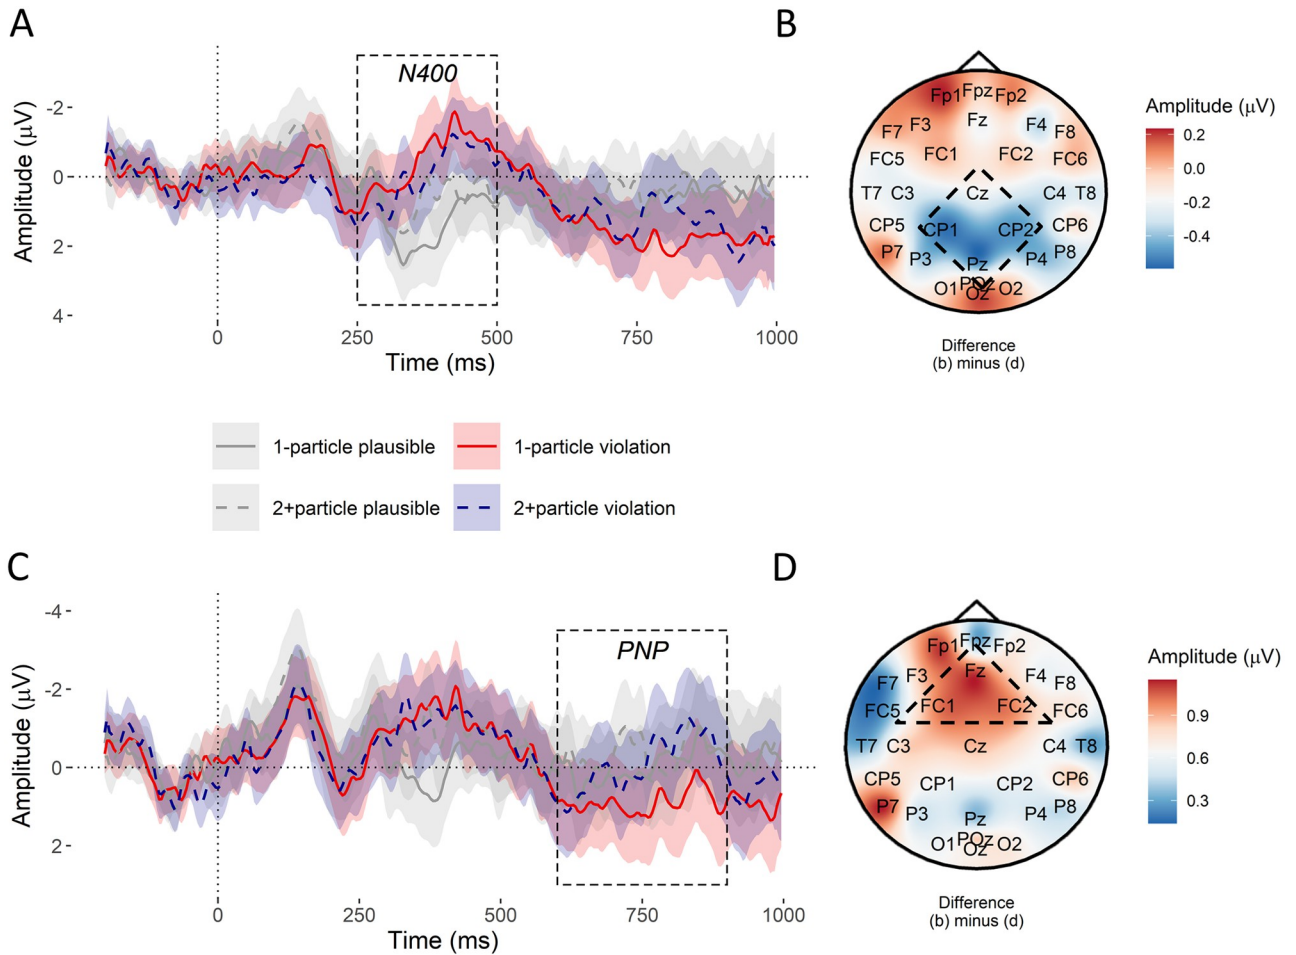 A
B
N400
-2
0
2
4
Amplitude (μV)
0
250
500
750
1000
Time (ms)
Fp1 Fpz Fp2
F7 F3 Fz F4 F8
FC5 FC1 FC2 FC6
T7 C3 Cz C4 T8
CP5 CP1 CP2 CP6
P7 P3 Pz P4 P8
O1 POz O2
Oz
Difference
(b) minus (d)
Amplitude (μV)
0.2
0.0
-0.2
-0.4
1-particle plausible
1-particle violation
2+particle plausible
2+particle violation
C
D
PNP
-4
-2
0
2
Amplitude (μV)
0
250
500
750
1000
Time (ms)
Fp1 Fpz Fp2
F7 F3 Fz F4 F8
FC5 FC1 FC2 FC6
T7 C3 Cz C4 T8
CP5 CP1 CP2 CP6
P7 P3 Pz P4 P8
O1 POz O2
Oz
Difference
(b) minus (d)
Amplitude (μV)
0.9
0.6
0.3